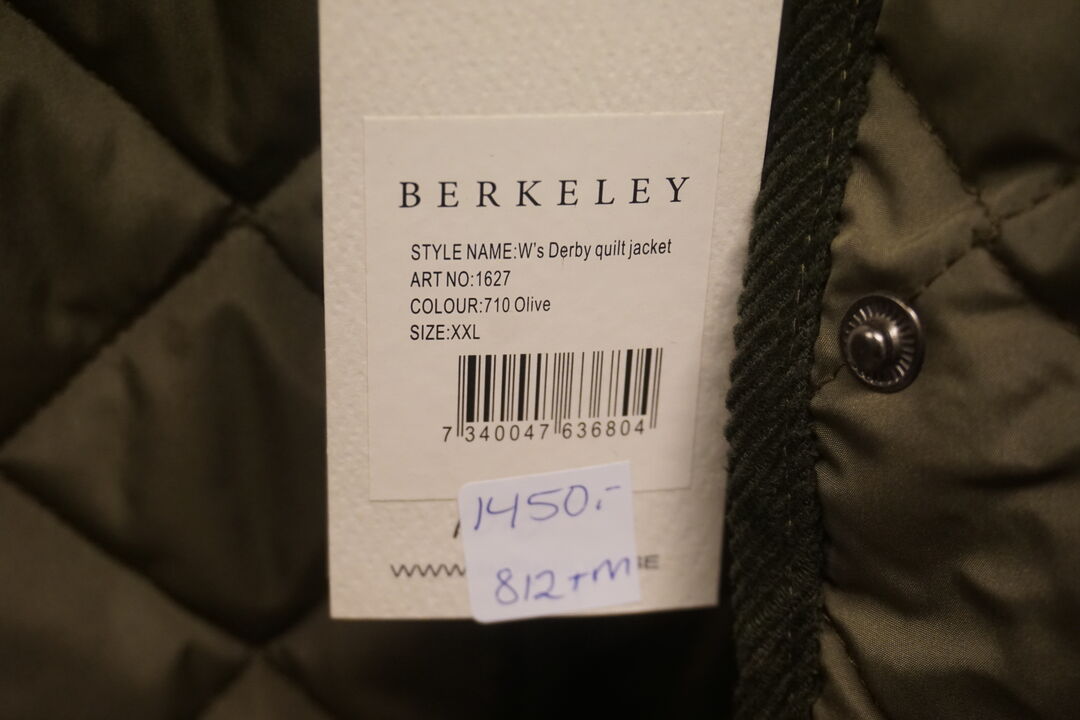 BERKELEY
STYLE NAME:W's Derby quilt jacket
ART NO:1627
COLOUR:710 Olive
SIZE:XXL
7 340047 636804
1450.-
812+m